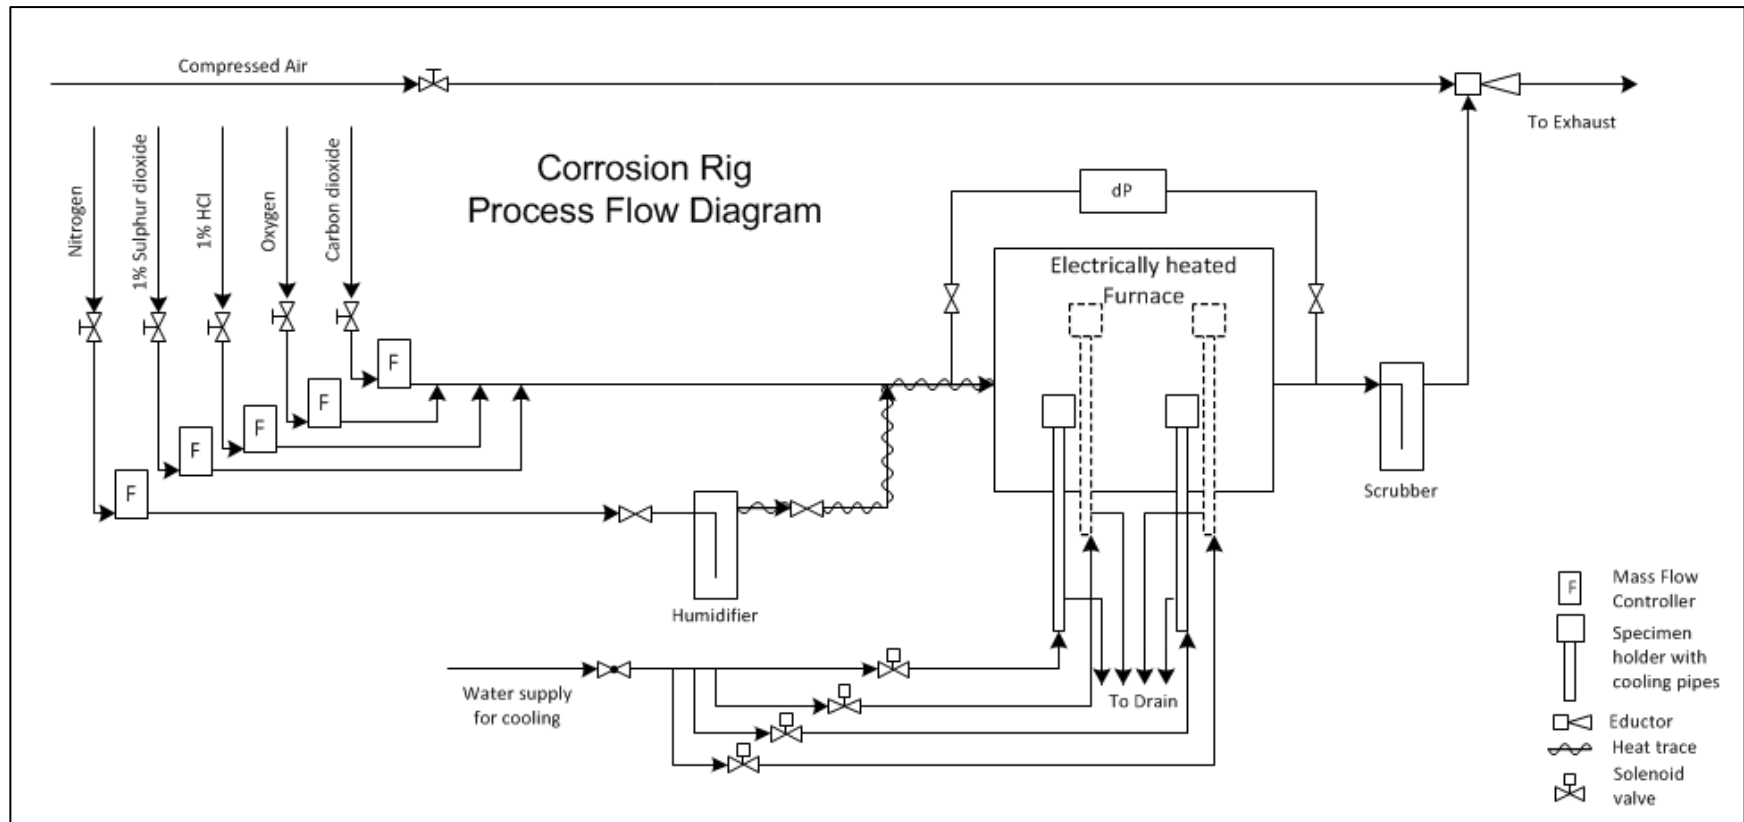 Compressed Air
To Exhaust
Nitrogen
1% Sulphur dioxide
1% HCl
Oxygen
Carbon dioxide
Corrosion Rig
Process Flow Diagram
dP
Electrically heated
Furnace
F
F
F
F
F
Scrubber
Humidifier
Water supply
for cooling
To Drain
F
Mass Flow
Controller
Specimen
holder with
cooling pipes
Eductor
Heat trace
Solenoid
valve